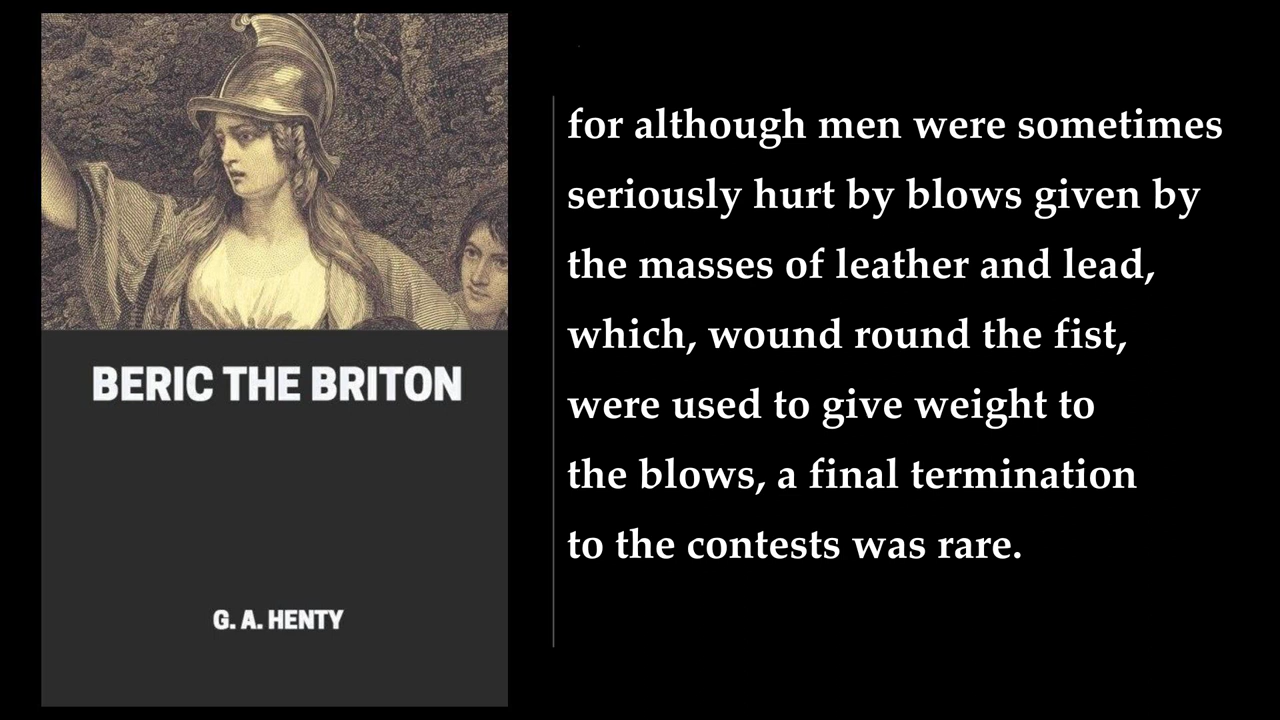 BERIC THE BRITON
G. A. HENTY
for although men were sometimes
seriously hurt by blows given by
the masses of leather and lead,
which, wound round the fist,
were used to give weight to
the blows, a final termination
to the contests was rare.